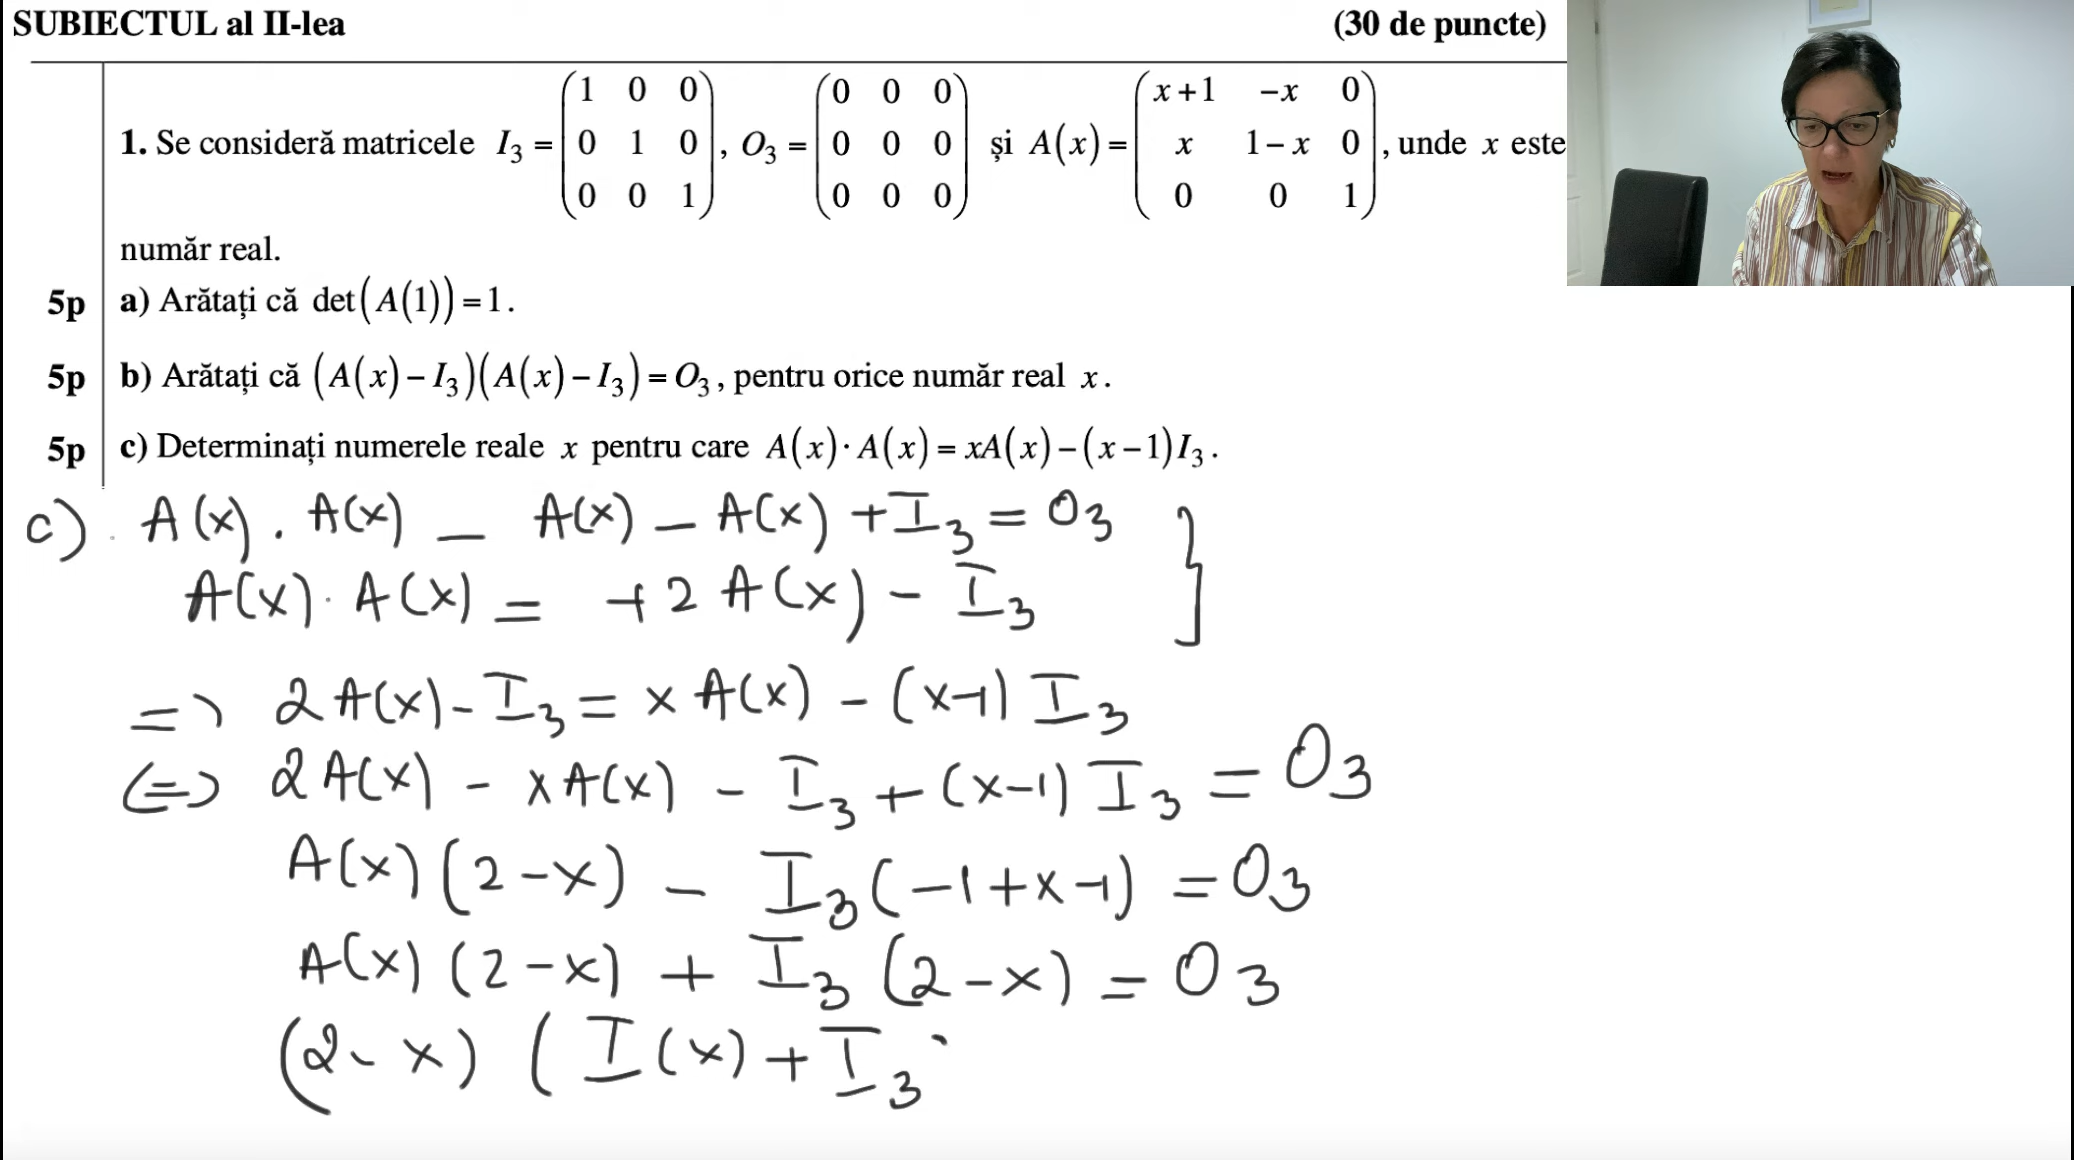 SUBIECTUL al II-lea (30 de puncte)
1. Se consideră matricele I₃ = (1 0 0; 0 1 0; 0 0 1), O₃ = (0 0 0; 0 0 0; 0 0 0) și A(x) = (x+1 −x 0; x 1−x 0; 0 0 1), unde x este
număr real.
5p a) Arătați că det(A(1)) = 1.
5p b) Arătați că (A(x) − I₃)(A(x) − I₃) = O₃, pentru orice număr real x.
5p c) Determinați numerele reale x pentru care A(x)·A(x) = xA(x) − (x−1)I₃.
c) A(x) · A(x) − A(x) − A(x) + I₃ = O₃ }
A(x) · A(x) = +2 A(x) − I₃
=> 2A(x) − I₃ = x A(x) − (x−1) I₃
<=> 2A(x) − xA(x) − I₃ + (x−1) I₃ = O₃
A(x)(2−x) − I₃(−1+x−1) = O₃
A(x)(2−x) + I₃(2−x) = O₃
(2−x) (I(x) + I₃